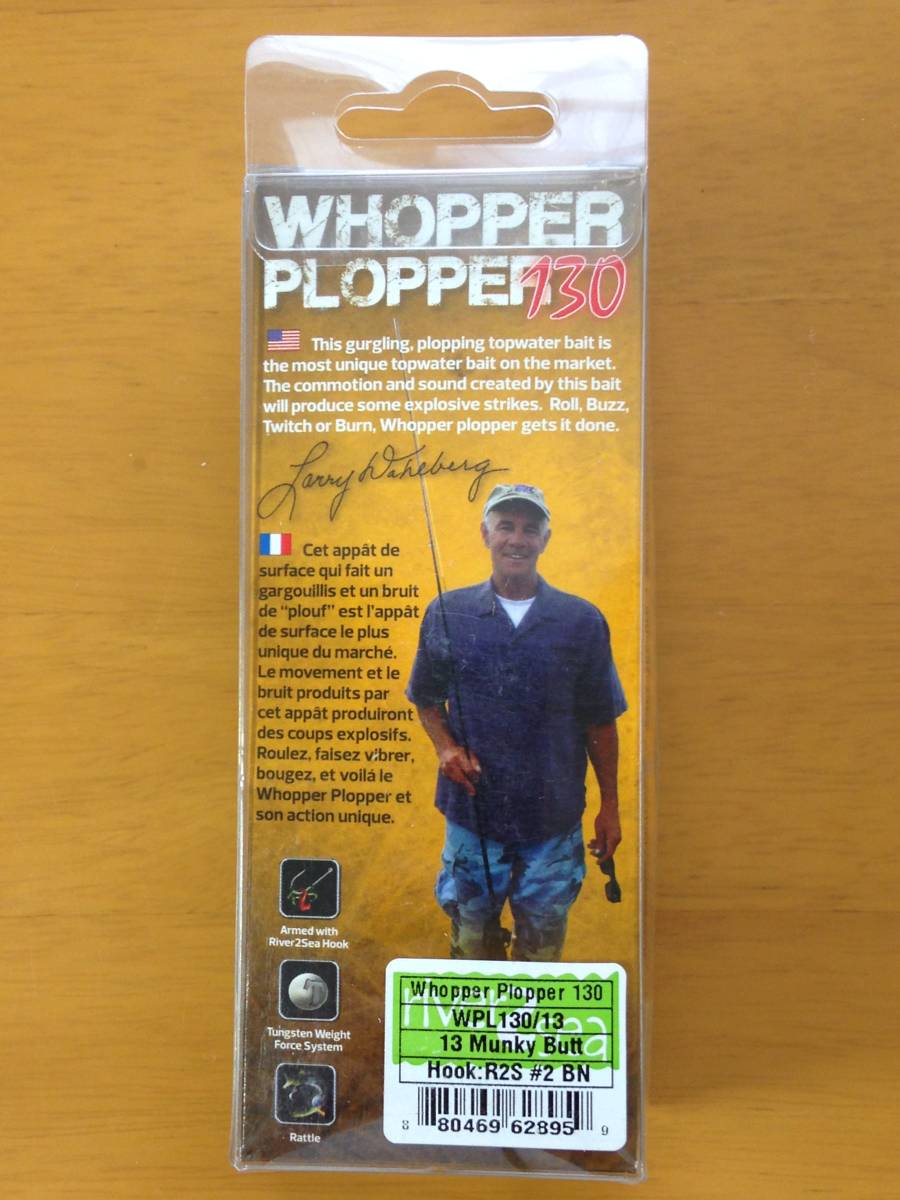 WHOPPER
PLOPPER 130
This gurgling, plopping topwater bait is
the most unique topwater bait on the market.
The commotion and sound created by this bait
will produce some explosive strikes. Roll, Buzz,
Twitch or Burn, Whopper plopper gets it done.
Larry Dahlberg
Cet appât de
surface qui fait un
gargouillis et un bruit
de “plouf” est l'appât
de surface le plus
unique du marché.
Le movement et le
bruit produits par
cet appât produiront
des coups explosifs.
Roulez, faisez vibrer,
bougez, et voilá le
Whopper Plopper et
son action unique.
Armed with
River2Sea Hook
Tungsten Weight
Force System
Rattle
river2sea
Whopper Plopper 130
WPL130/13
13 Munky Butt
Hook:R2S #2 BN
8 80469 62895 9